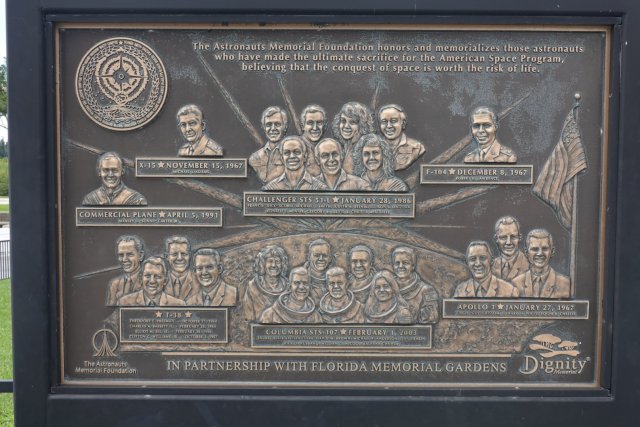 The Astronauts Memorial Foundation honors and memorializes those astronauts
who have made the ultimate sacrifice for the American Space Program,
believing that the conquest of space is worth the risk of life.
X-15 ★ NOVEMBER 15, 1967
F-104 ★ DECEMBER 8, 1967
CHALLENGER STS 51-L ★ JANUARY 28, 1986
COMMERCIAL PLANE ★ APRIL 5, 1991
T-38
APOLLO 1 ★ JANUARY 27, 1967
COLUMBIA STS-107 ★ FEBRUARY 1, 2003
The Astronauts
Memorial Foundation
IN PARTNERSHIP WITH FLORIDA MEMORIAL GARDENS
Dignity
Memorial